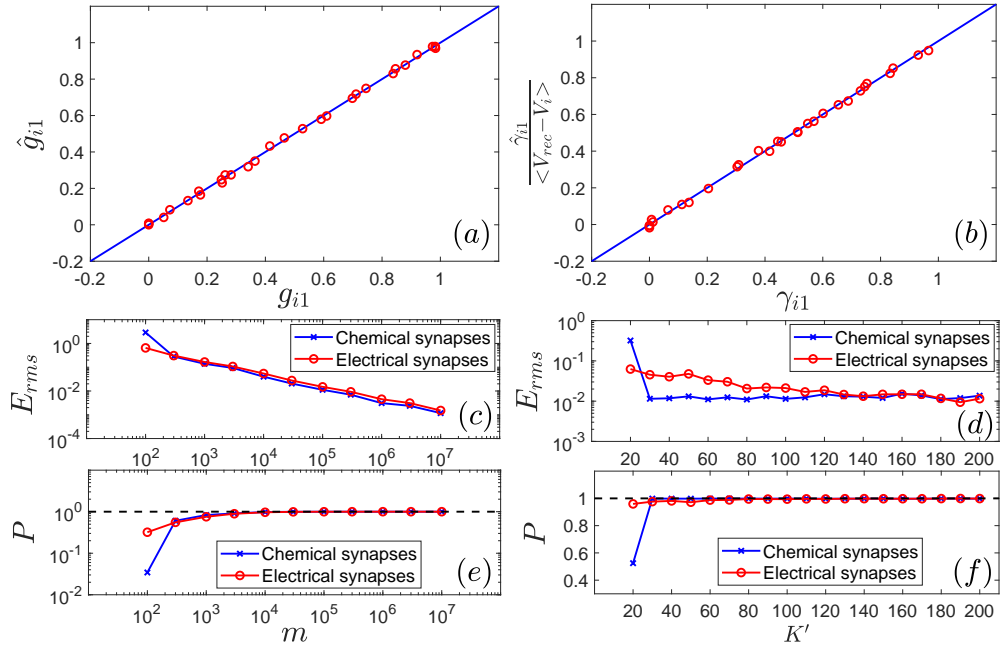 1
0.8
0.6
0.4
0.2
0
-0.2
ĝ_{i1}
-0.2 0 0.2 0.4 0.6 0.8 1
g_{i1}
(a)
1
0.8
0.6
0.4
0.2
0
-0.2
γ̂_{i1}
<V_{rec}−V_i>
-0.2 0 0.2 0.4 0.6 0.8 1
γ_{i1}
(b)
10^0
10^{-2}
10^{-4}
E_{rms}
Chemical synapses
Electrical synapses
(c)
10^2 10^3 10^4 10^5 10^6 10^7
10^0
10^{-1}
10^{-2}
10^{-3}
E_{rms}
Chemical synapses
Electrical synapses
(d)
20 40 60 80 100 120 140 160 180 200
10^0
10^{-1}
10^{-2}
P
Chemical synapses
Electrical synapses
(e)
10^2 10^3 10^4 10^5 10^6 10^7
m
1
0.8
0.6
0.4
P
Chemical synapses
Electrical synapses
(f)
20 40 60 80 100 120 140 160 180 200
K′